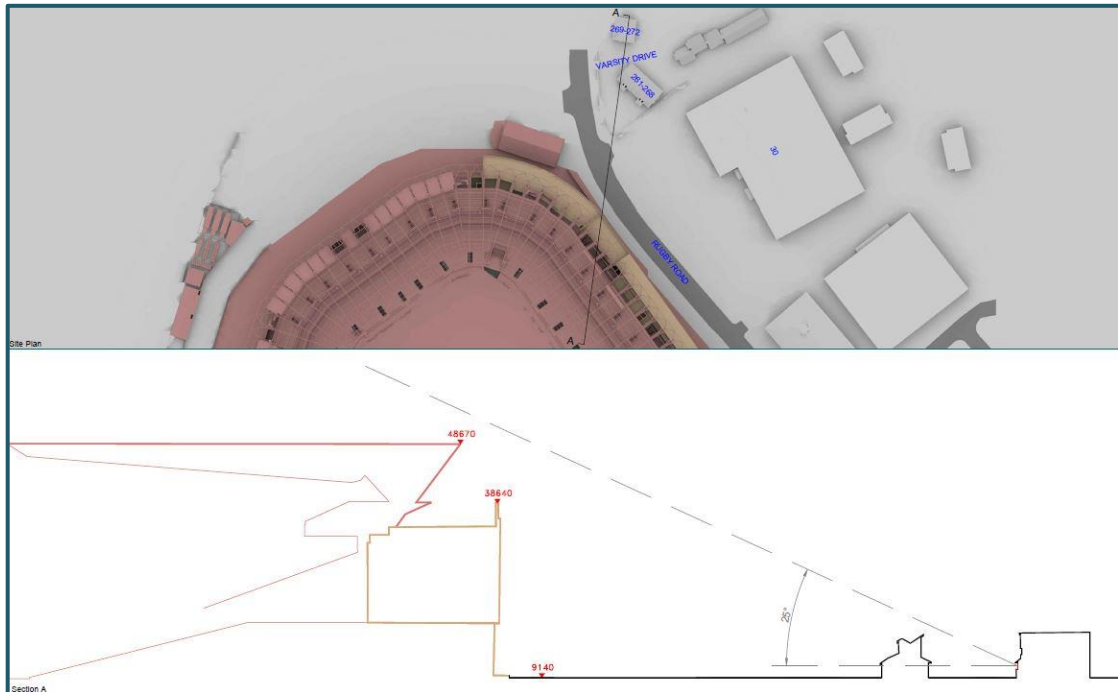 A
269-272
VARSITY DRIVE
261-268
30
RUGBY ROAD
A
Site Plan
48670
38640
25°
9140
Section A